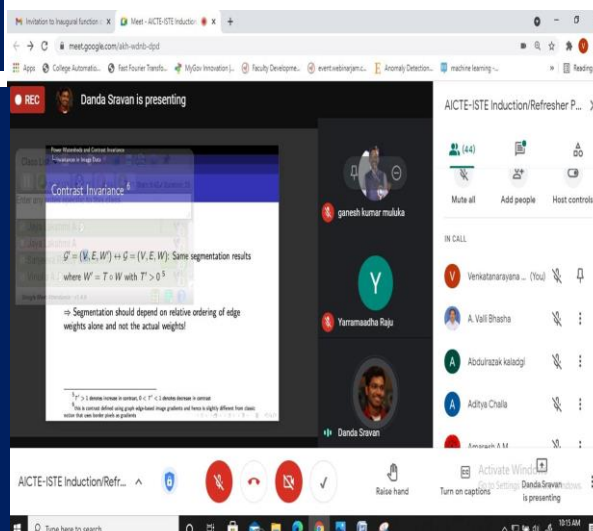 Invitation to Inaugural function
Meet - AICTE-ISTE Induction
meet.google.com/akh-wdnb-dpd
Apps College Automatio... Fast Fourier Transfo... MyGov Innovation |... Faculty Developme... event.webinarjam.c... Anomaly Detection... machine learning -... » Reading
REC Danda Sravan is presenting
AICTE-ISTE Induction/Refresher P...
(44)
Mute all Add people Host controls
IN CALL
Venkatanarayana ... (You)
A. Valli Bhasha
Abdulrazak kaladgi
Aditya Challa
Amaresh A M
Power Watersheds and Contrast Invariance
Invariance in Image Data
Contrast Invariance 6
G' = (V, E, W') ↔ G = (V, E, W): Same segmentation results
where W' = T ∘ W with T' > 0 5
⇒ Segmentation should depend on relative ordering of edge
weights alone and not the actual weights!
5 T' > 1 denotes increase in contrast, 0 < T' < 1 denotes decrease in contrast
6 This is contrast defined using graph edge-based image gradients and hence is slightly different from classic
notion that uses border pixels as gradients
ganesh kumar muluka
Y
Yarramaadha Raju
Danda Sravan
AICTE-ISTE Induction/Refr...
Raise hand
Turn on captions
Danda Sravan
is presenting
Activate Windows
Type here to search
10:15 AM